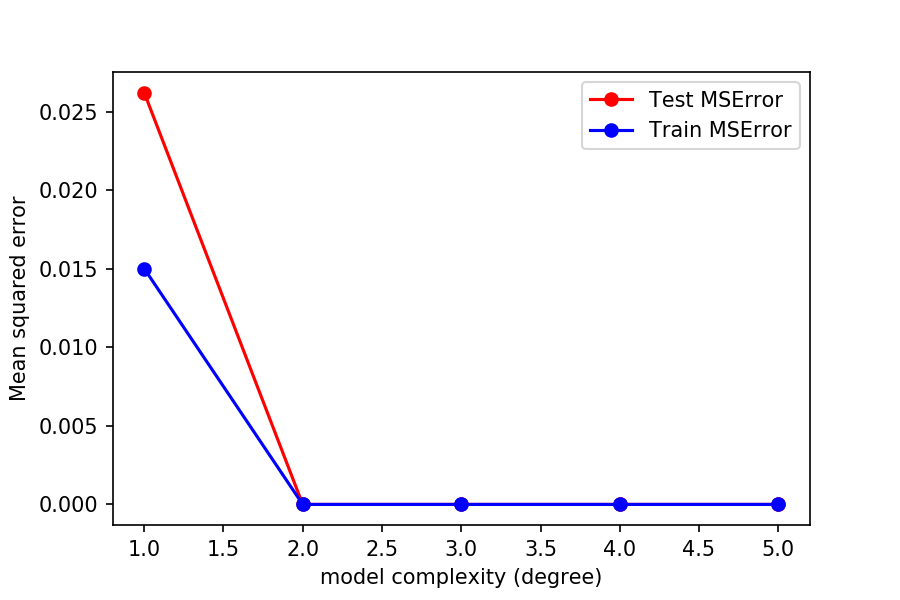 Test MSError
Train MSError
Mean squared error
0.025
0.020
0.015
0.010
0.005
0.000
1.0 1.5 2.0 2.5 3.0 3.5 4.0 4.5 5.0
model complexity (degree)